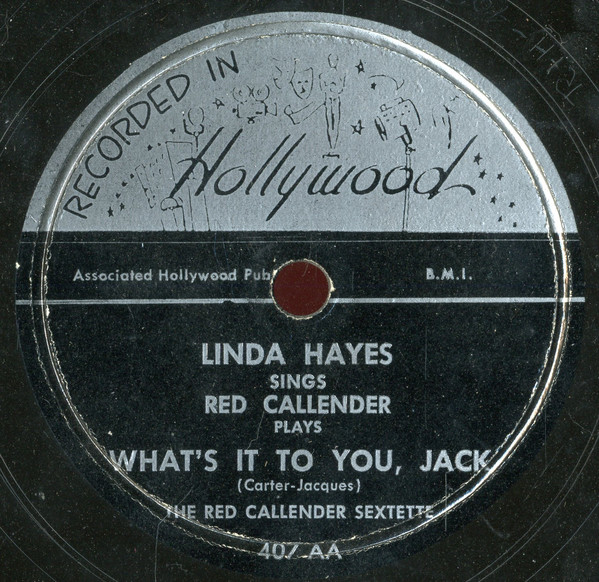 RECORDED IN
Hollywood
Associated Hollywood Pub
B.M.I.
LINDA HAYES
SINGS
RED CALLENDER
PLAYS
WHAT'S IT TO YOU, JACK
(Carter-Jacques)
THE RED CALLENDER SEXTETTE
407 AA